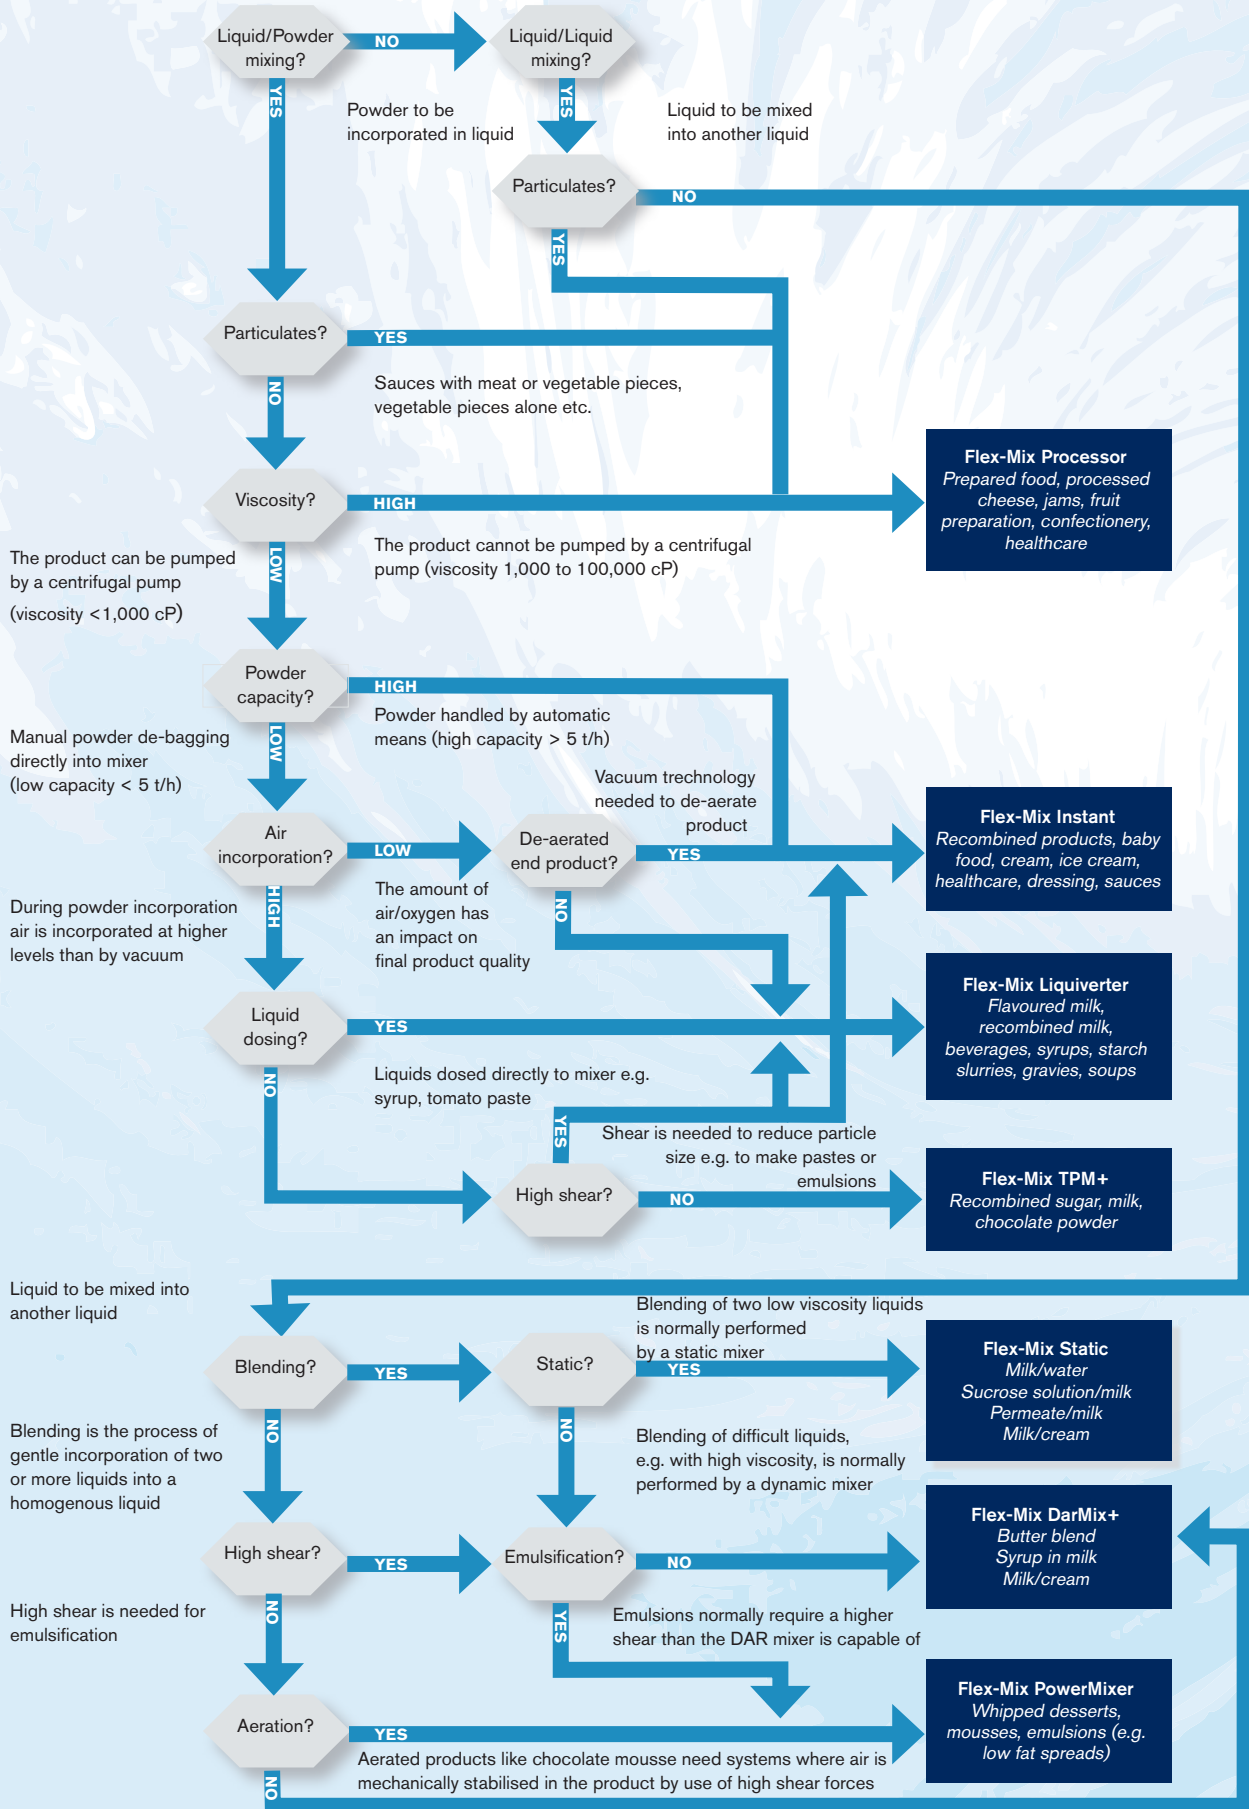 Liquid/Powder
mixing?
NO
Liquid/Liquid
mixing?
YES
Powder to be
incorporated in liquid
YES
Liquid to be mixed
into another liquid
Particulates?
NO
YES
Particulates?
YES
Sauces with meat or vegetable pieces,
vegetable pieces alone etc.
NO
Viscosity?
HIGH
Flex-Mix Processor
Prepared food, processed
cheese, jams, fruit
preparation, confectionery,
healthcare
The product can be pumped
by a centrifugal pump
(viscosity <1,000 cP)
LOW
The product cannot be pumped by a centrifugal
pump (viscosity 1,000 to 100,000 cP)
Powder
capacity?
HIGH
Powder handled by automatic
means (high capacity > 5 t/h)
Manual powder de-bagging
directly into mixer
(low capacity < 5 t/h)
LOW
Vacuum trechnology
needed to de-aerate
product
Air
incorporation?
LOW
De-aerated
end product?
YES
Flex-Mix Instant
Recombined products, baby
food, cream, ice cream,
healthcare, dressing, sauces
During powder incorporation
air is incorporated at higher
levels than by vacuum
HIGH
The amount of
air/oxygen has
an impact on
final product quality
NO
Liquid
dosing?
YES
Flex-Mix Liquiverter
Flavoured milk,
recombined milk,
beverages, syrups, starch
slurries, gravies, soups
NO
Liquids dosed directly to mixer e.g.
syrup, tomato paste
YES
Shear is needed to reduce particle
size e.g. to make pastes or
emulsions
High shear?
NO
Flex-Mix TPM+
Recombined sugar, milk,
chocolate powder
Liquid to be mixed into
another liquid
Blending of two low viscosity liquids
is normally performed
by a static mixer
Blending?
YES
Static?
YES
Flex-Mix Static
Milk/water
Sucrose solution/milk
Permeate/milk
Milk/cream
Blending is the process of
gentle incorporation of two
or more liquids into a
homogenous liquid
NO
NO
Blending of difficult liquids,
e.g. with high viscosity, is normally
performed by a dynamic mixer
High shear?
YES
Emulsification?
NO
Flex-Mix DarMix+
Butter blend
Syrup in milk
Milk/cream
High shear is needed for
emulsification
NO
YES
Emulsions normally require a higher
shear than the DAR mixer is capable of
Aeration?
YES
Flex-Mix PowerMixer
Whipped desserts,
mousses, emulsions (e.g.
low fat spreads)
Aerated products like chocolate mousse need systems where air is
mechanically stabilised in the product by use of high shear forces
NO